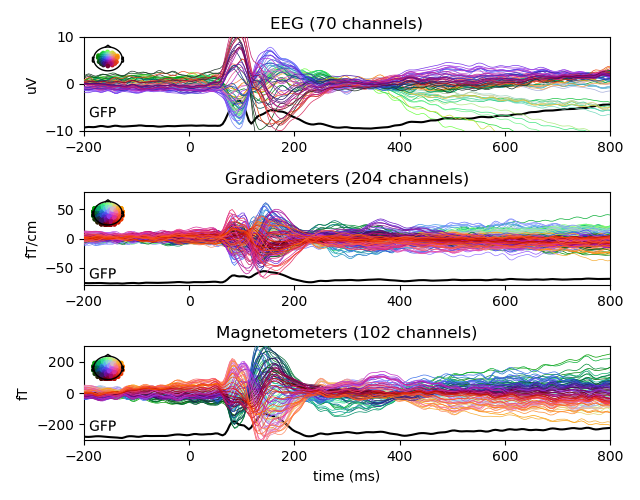 EEG (70 channels)
10
0
−10
uV
GFP
−200 0 200 400 600 800
Gradiometers (204 channels)
50
0
−50
fT/cm
GFP
−200 0 200 400 600 800
Magnetometers (102 channels)
200
0
−200
fT
GFP
−200 0 200 400 600 800
time (ms)